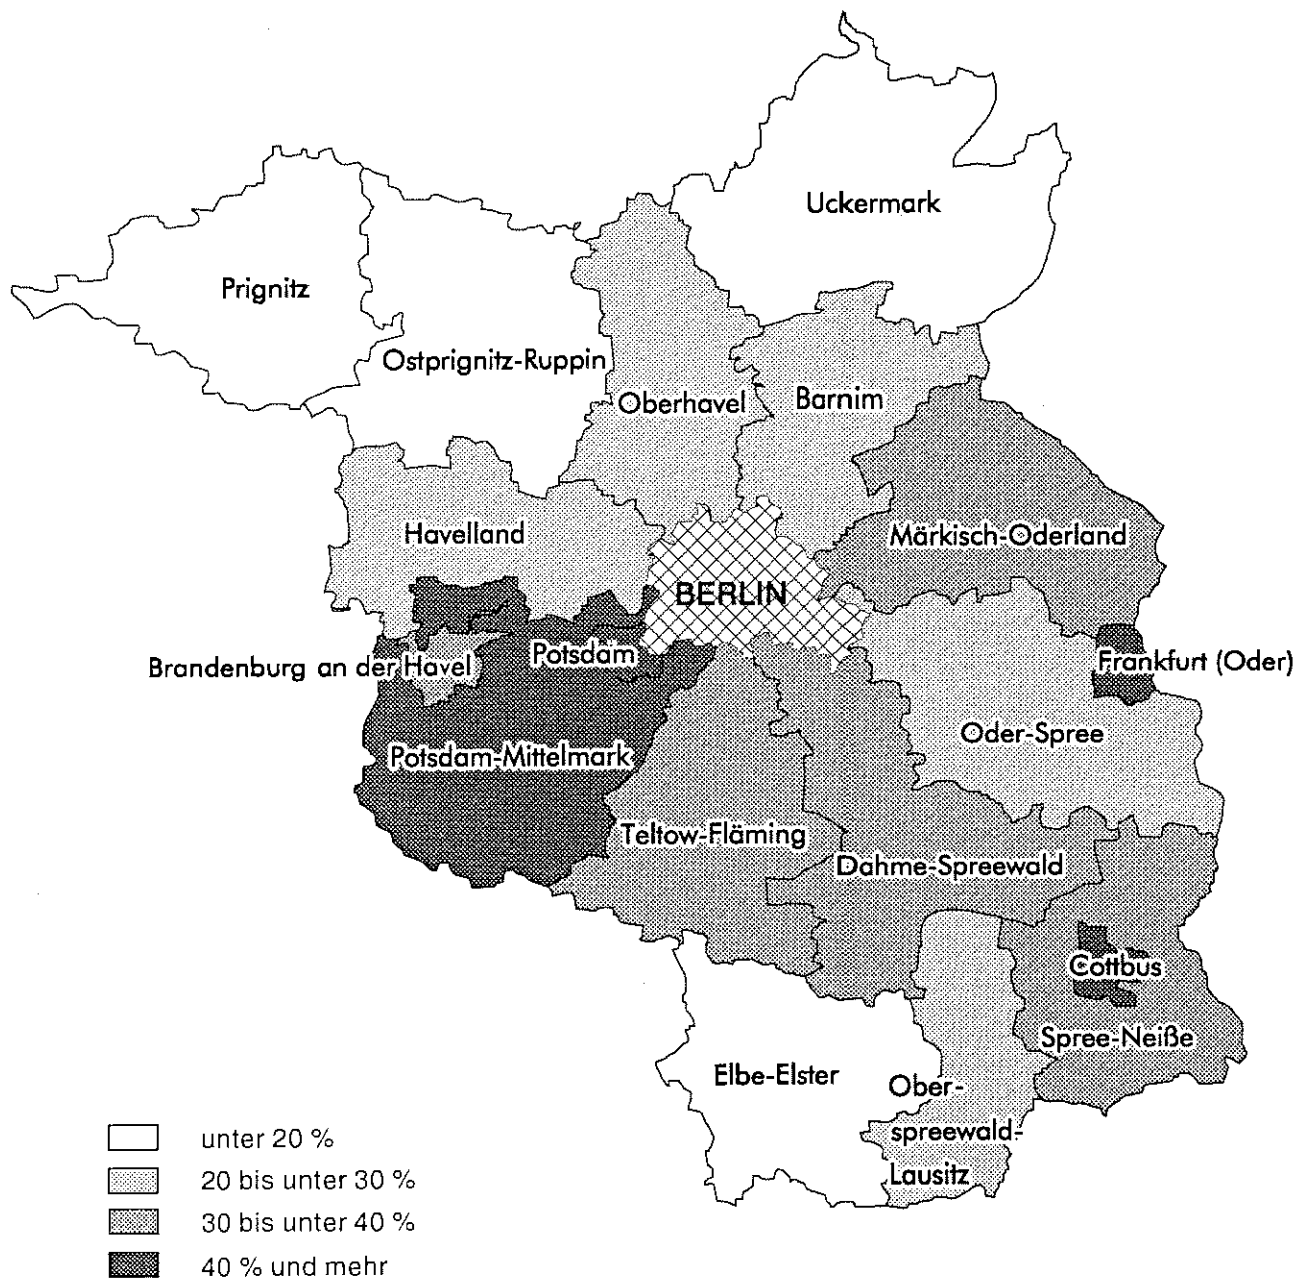 Uckermark
Prignitz
Ostprignitz-Ruppin
Oberhavel
Barnim
Havelland
Märkisch-Oderland
BERLIN
Brandenburg an der Havel
Potsdam
Frankfurt (Oder)
Oder-Spree
Potsdam-Mittelmark
Teltow-Fläming
Dahme-Spreewald
Cottbus
Spree-Neiße
Elbe-Elster
Ober-
spreewald-
Lausitz
unter 20 %
20 bis unter 30 %
30 bis unter 40 %
40 % und mehr